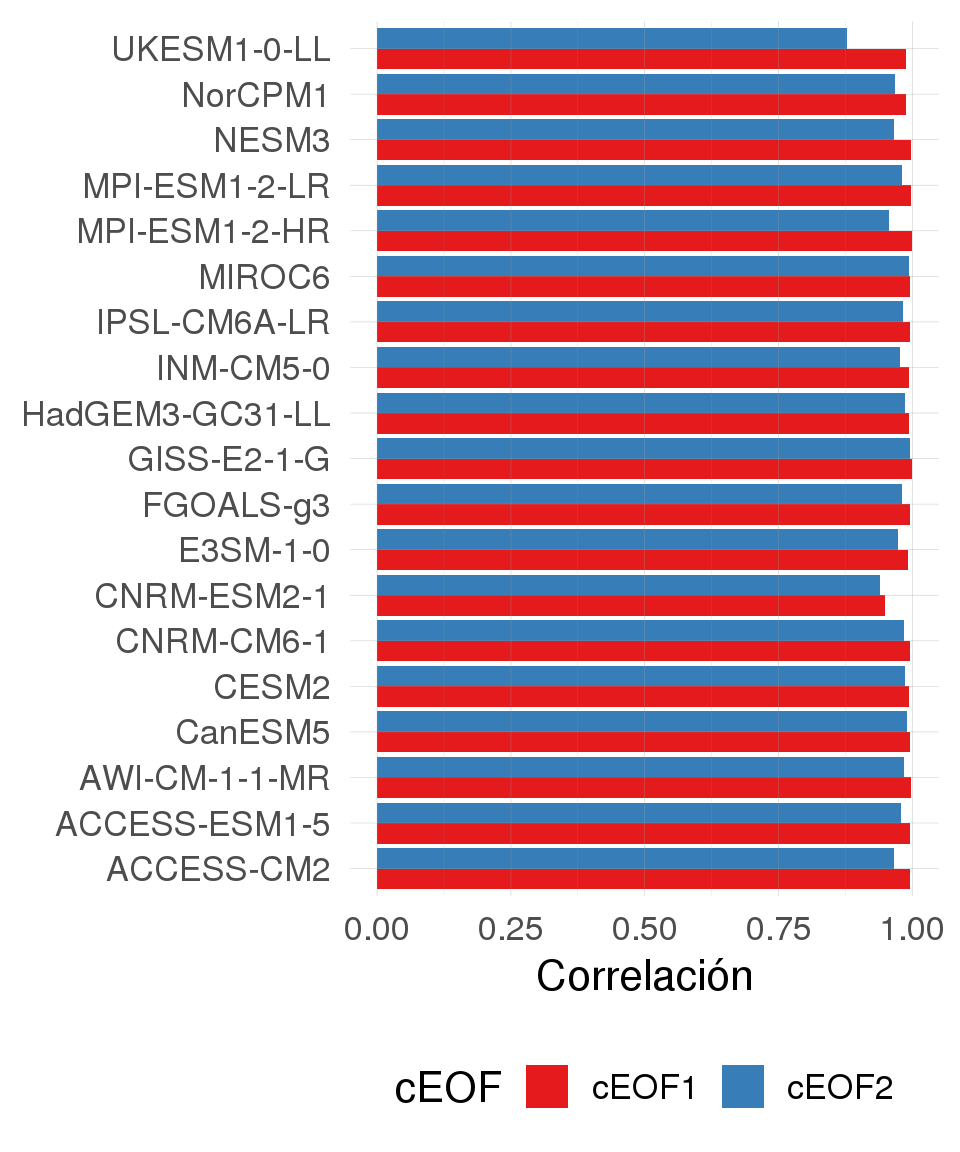 UKESM1-0-LL
NorCPM1
NESM3
MPI-ESM1-2-LR
MPI-ESM1-2-HR
MIROC6
IPSL-CM6A-LR
INM-CM5-0
HadGEM3-GC31-LL
GISS-E2-1-G
FGOALS-g3
E3SM-1-0
CNRM-ESM2-1
CNRM-CM6-1
CESM2
CanESM5
AWI-CM-1-1-MR
ACCESS-ESM1-5
ACCESS-CM2
0.00 0.25 0.50 0.75 1.00
Correlación
cEOF cEOF1 cEOF2